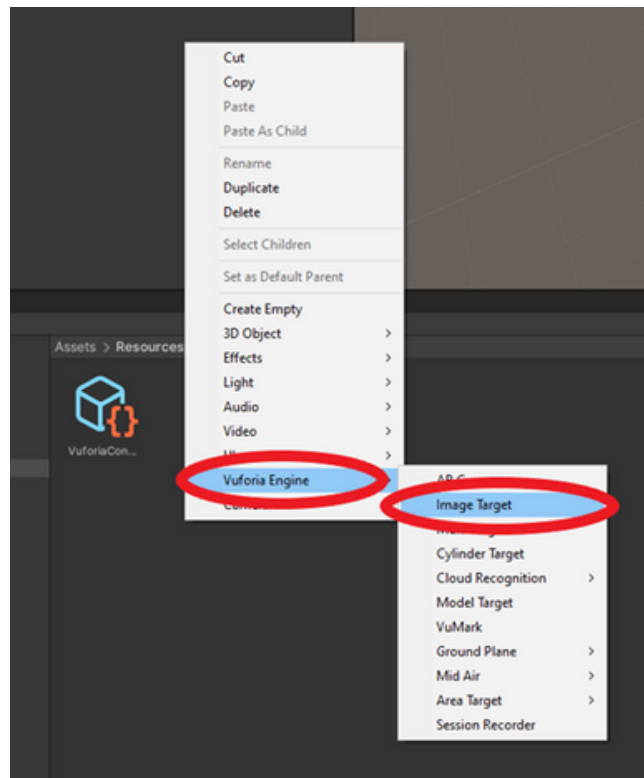 Cut
Copy
Paste
Paste As Child
Rename
Duplicate
Delete
Select Children
Set as Default Parent
Create Empty
3D Object
Effects
Light
Audio
Video
Assets > Resources
VuforiaCon...
Vuforia Engine
Image Target
Cylinder Target
Cloud Recognition
Model Target
VuMark
Ground Plane
Mid Air
Area Target
Session Recorder